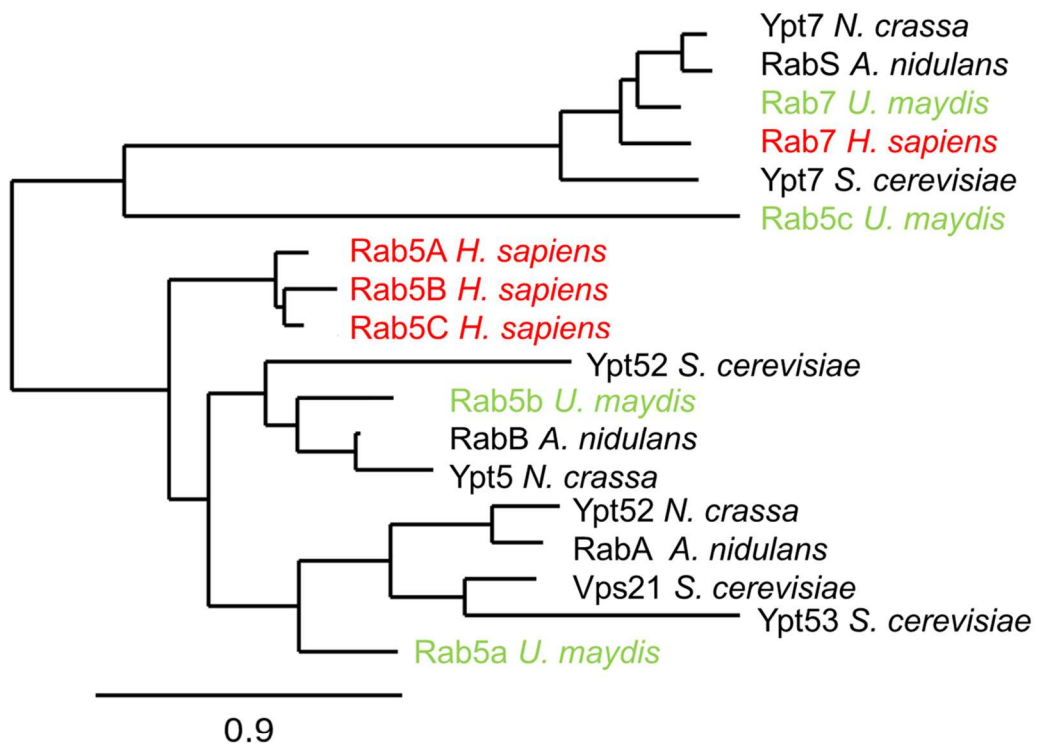 Ypt7 N. crassa
RabS A. nidulans
Rab7 U. maydis
Rab7 H. sapiens
Ypt7 S. cerevisiae
Rab5c U. maydis
Rab5A H. sapiens
Rab5B H. sapiens
Rab5C H. sapiens
Ypt52 S. cerevisiae
Rab5b U. maydis
RabB A. nidulans
Ypt5 N. crassa
Ypt52 N. crassa
RabA A. nidulans
Vps21 S. cerevisiae
Ypt53 S. cerevisiae
Rab5a U. maydis
0.9